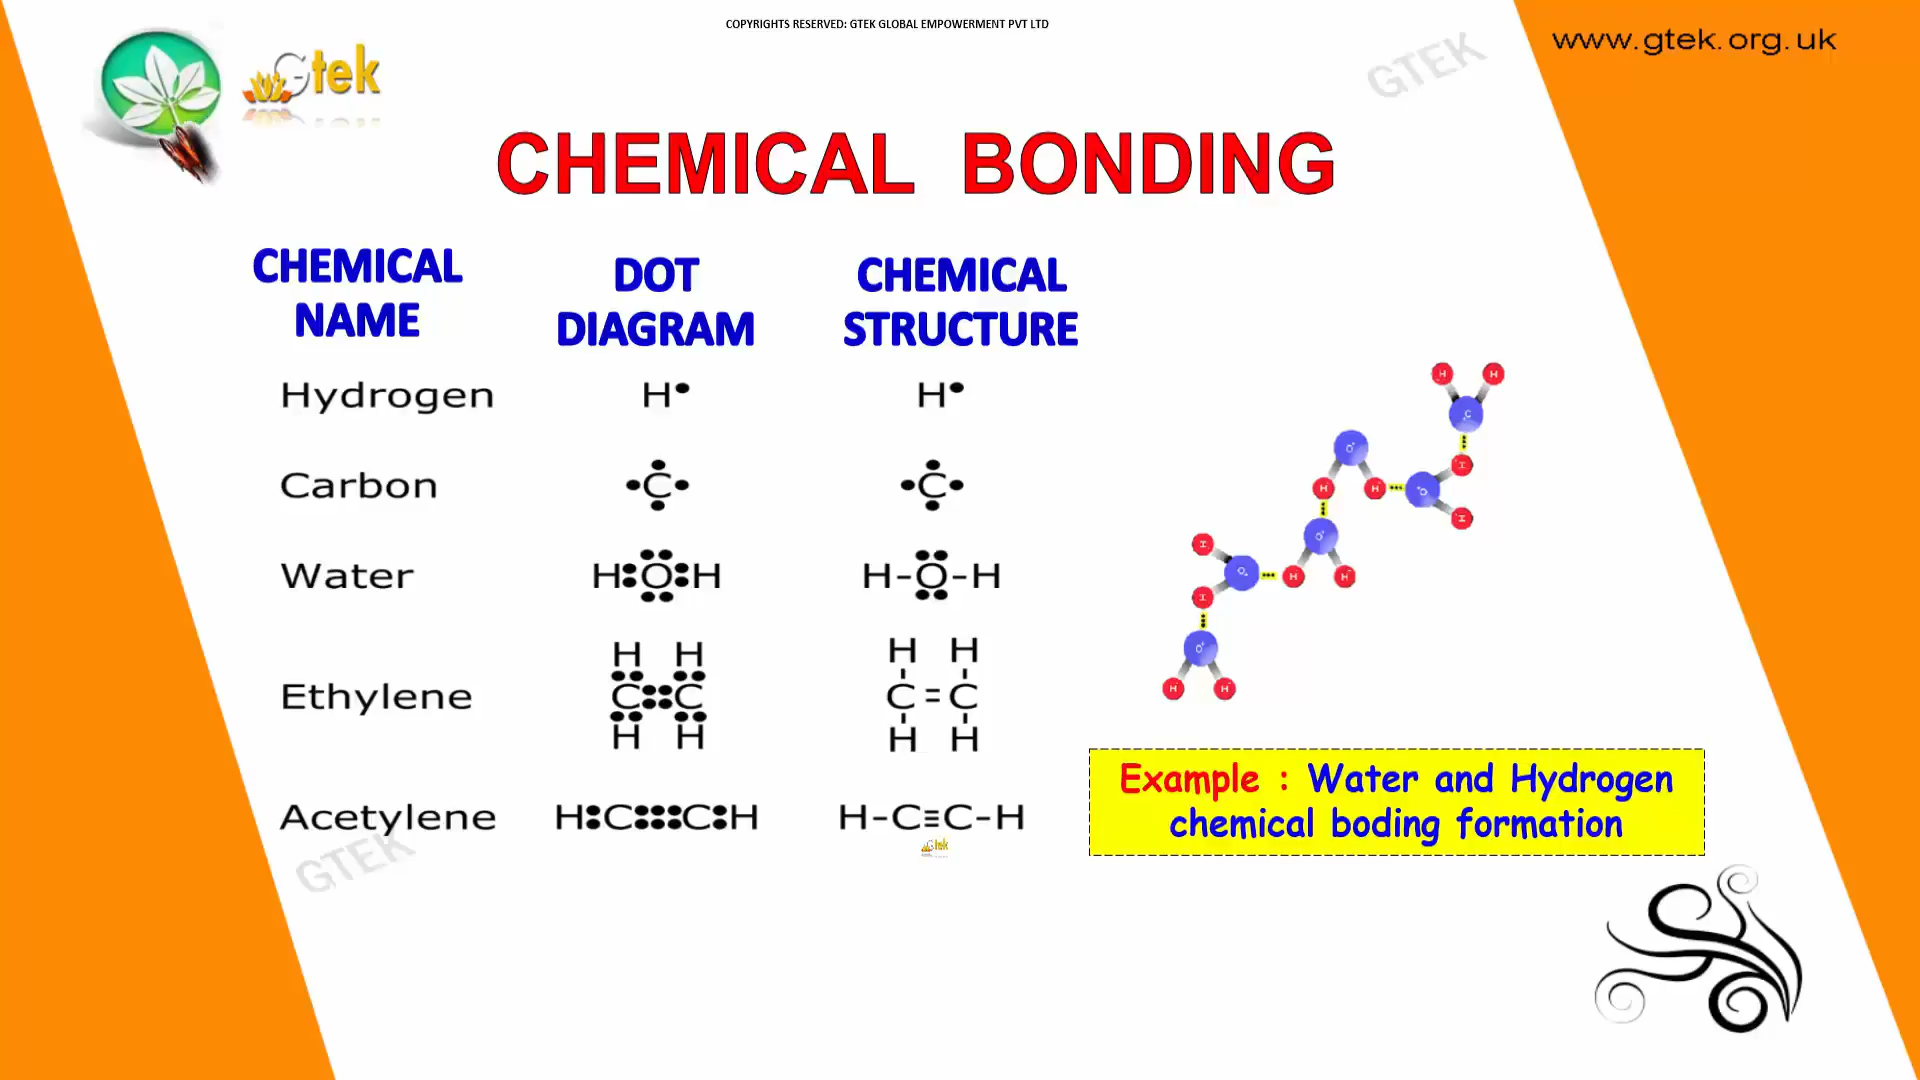 COPYRIGHTS RESERVED: GTEK GLOBAL EMPOWERMENT PVT LTD
www.gtek.org.uk
Gtek
GTEK
CHEMICAL BONDING
CHEMICAL NAME
DOT DIAGRAM
CHEMICAL STRUCTURE
Hydrogen H• H•
Carbon •C• •C•
Water H:O:H H-O-H
H H H H
Ethylene C::C C=C
H H H H
Acetylene H:C:::C:H H-C≡C-H
Gtek
GTEK
H H
C
O
H
H H O
O
H
H
O H H
H
O
H H
Example : Water and Hydrogen
chemical boding formation